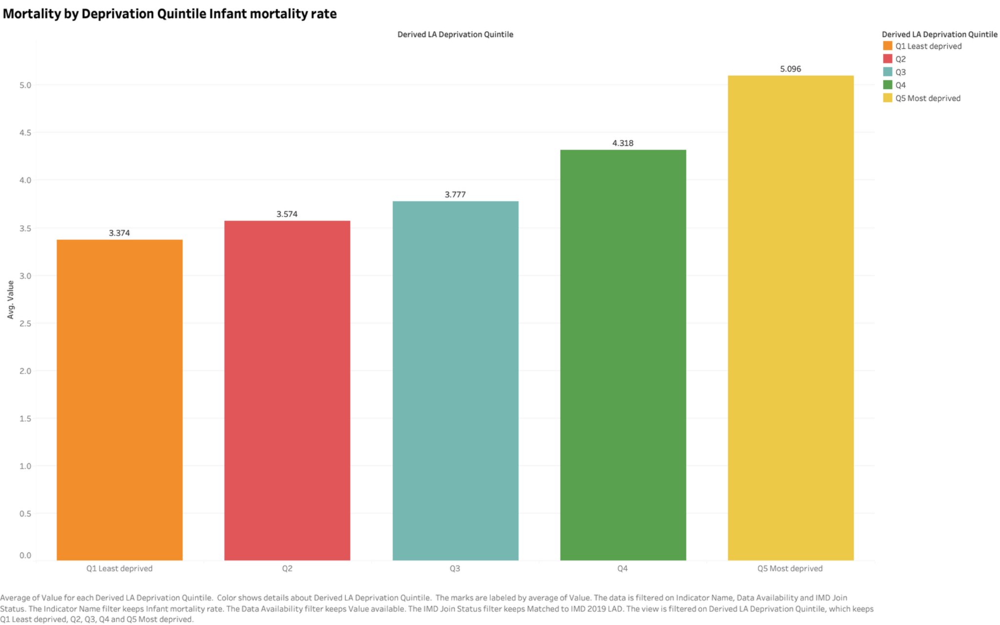 Mortality by Deprivation Quintile Infant mortality rate
Derived LA Deprivation Quintile
Derived LA Deprivation Quintile
Q1 Least deprived
Q2
Q3
Q4
Q5 Most deprived
5.0
4.5
4.0
3.5
3.0
2.5
2.0
1.5
1.0
0.5
0.0
Avg. Value
3.374
3.574
3.777
4.318
5.096
Q1 Least deprived
Q2
Q3
Q4
Q5 Most deprived
Average of Value for each Derived LA Deprivation Quintile.  Color shows details about Derived LA Deprivation Quintile.  The marks are labeled by average of Value. The data is filtered on Indicator Name, Data Availability and IMD Join
Status. The Indicator Name filter keeps Infant mortality rate. The Data Availability filter keeps Value available. The IMD Join Status filter keeps Matched to IMD 2019 LAD. The view is filtered on Derived LA Deprivation Quintile, which keeps
Q1 Least deprived, Q2, Q3, Q4 and Q5 Most deprived.